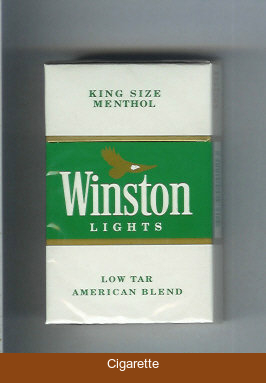 KING SIZE
MENTHOL
Winston
LIGHTS
LOW TAR
AMERICAN BLEND
Cigarette